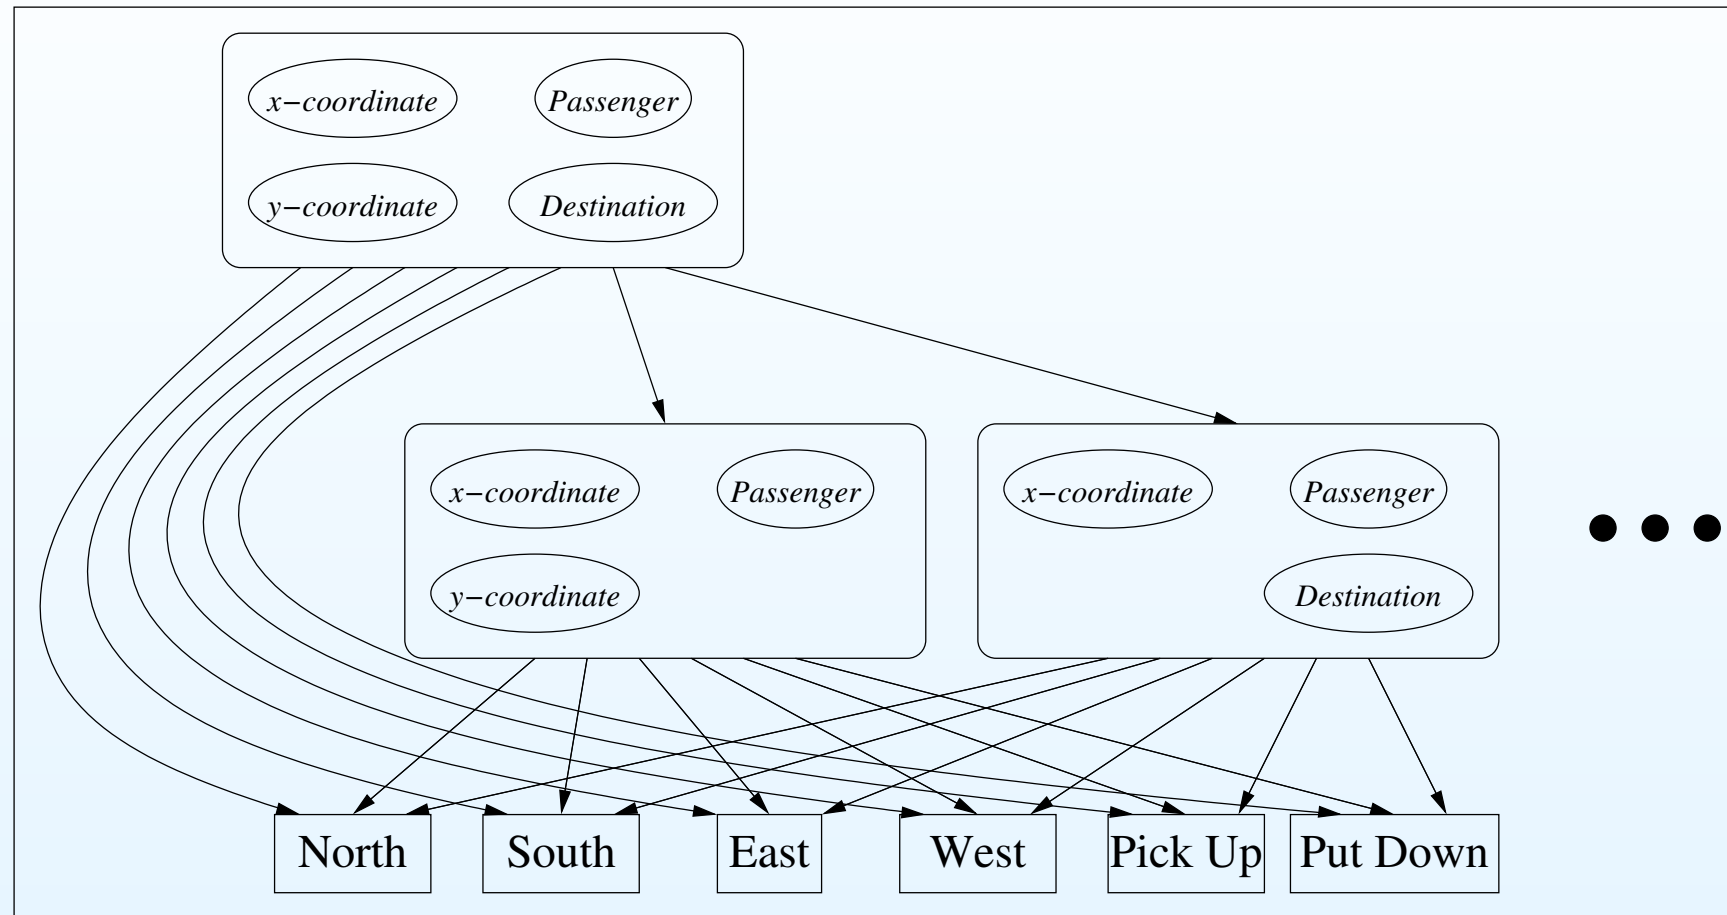 x−coordinate
Passenger
y−coordinate
Destination
x−coordinate
Passenger
y−coordinate
x−coordinate
Passenger
Destination
North
South
East
West
Pick Up
Put Down